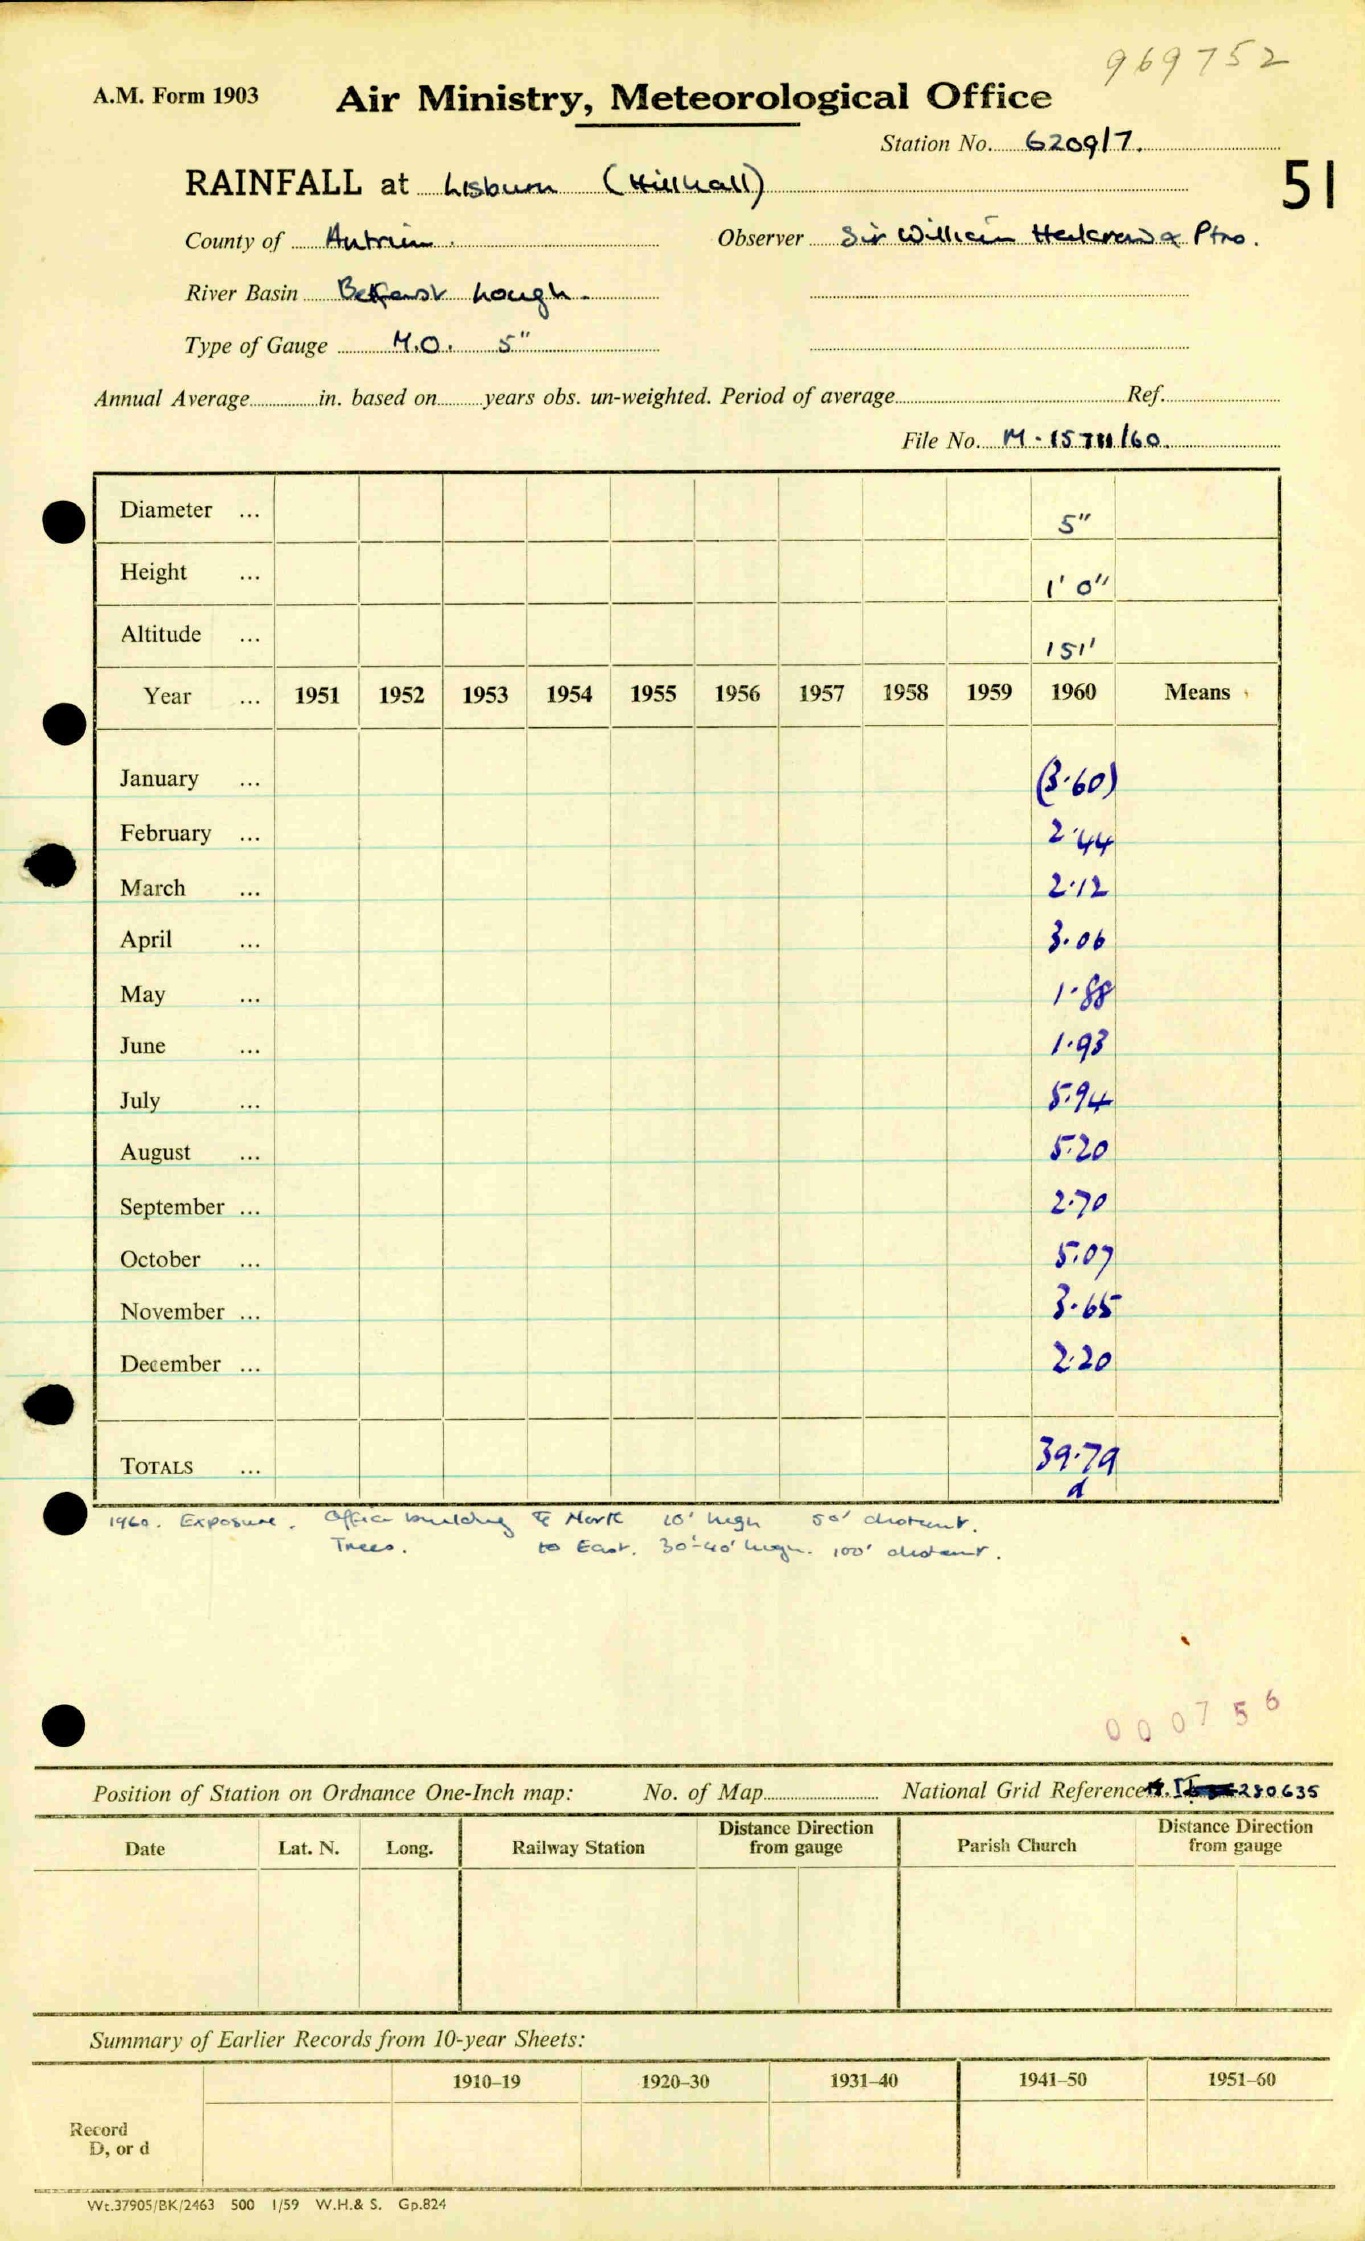 969752
A.M. Form 1903 Air Ministry, Meteorological Office
Station No. 6209/7.
51
RAINFALL at Lisburn (Hillhall)
County of Antrim. Observer Sir William & Ptns.
River Basin Belfast Lough.
Type of Gauge M.O. 5"
Annual Average in. based on years obs. un-weighted. Period of average Ref.
File No. /60.
Diameter ... 5"
Height ... 1' 0"
Altitude ... 151'
Year ... 1951 1952 1953 1954 1955 1956 1957 1958 1959 1960 Means
January ... (3.60)
February ... 2.44
March ... 2.12
April ... 3.06
May ... 1.88
June ... 1.93
July ... 5.94
August ... 5.20
September ... 2.70
October ... 5.07
November ... 3.65
December ... 2.20
TOTALS ... 39.79
d
1960. Exposure. Office building to North 10' high 50' distant.
Trees. to East. 30'-40' high. 100' distant.
000756
Position of Station on Ordnance One-Inch map: No. of Map National Grid Reference 280635
Date Lat. N. Long. Railway Station Distance Direction from gauge Parish Church Distance Direction from gauge
Summary of Earlier Records from 10-year Sheets:
1910–19 1920–30 1931–40 1941–50 1951–60
Record
D, or d
Wt.37905/BK/2463 500 1/59 W.H.& S. Gp.824